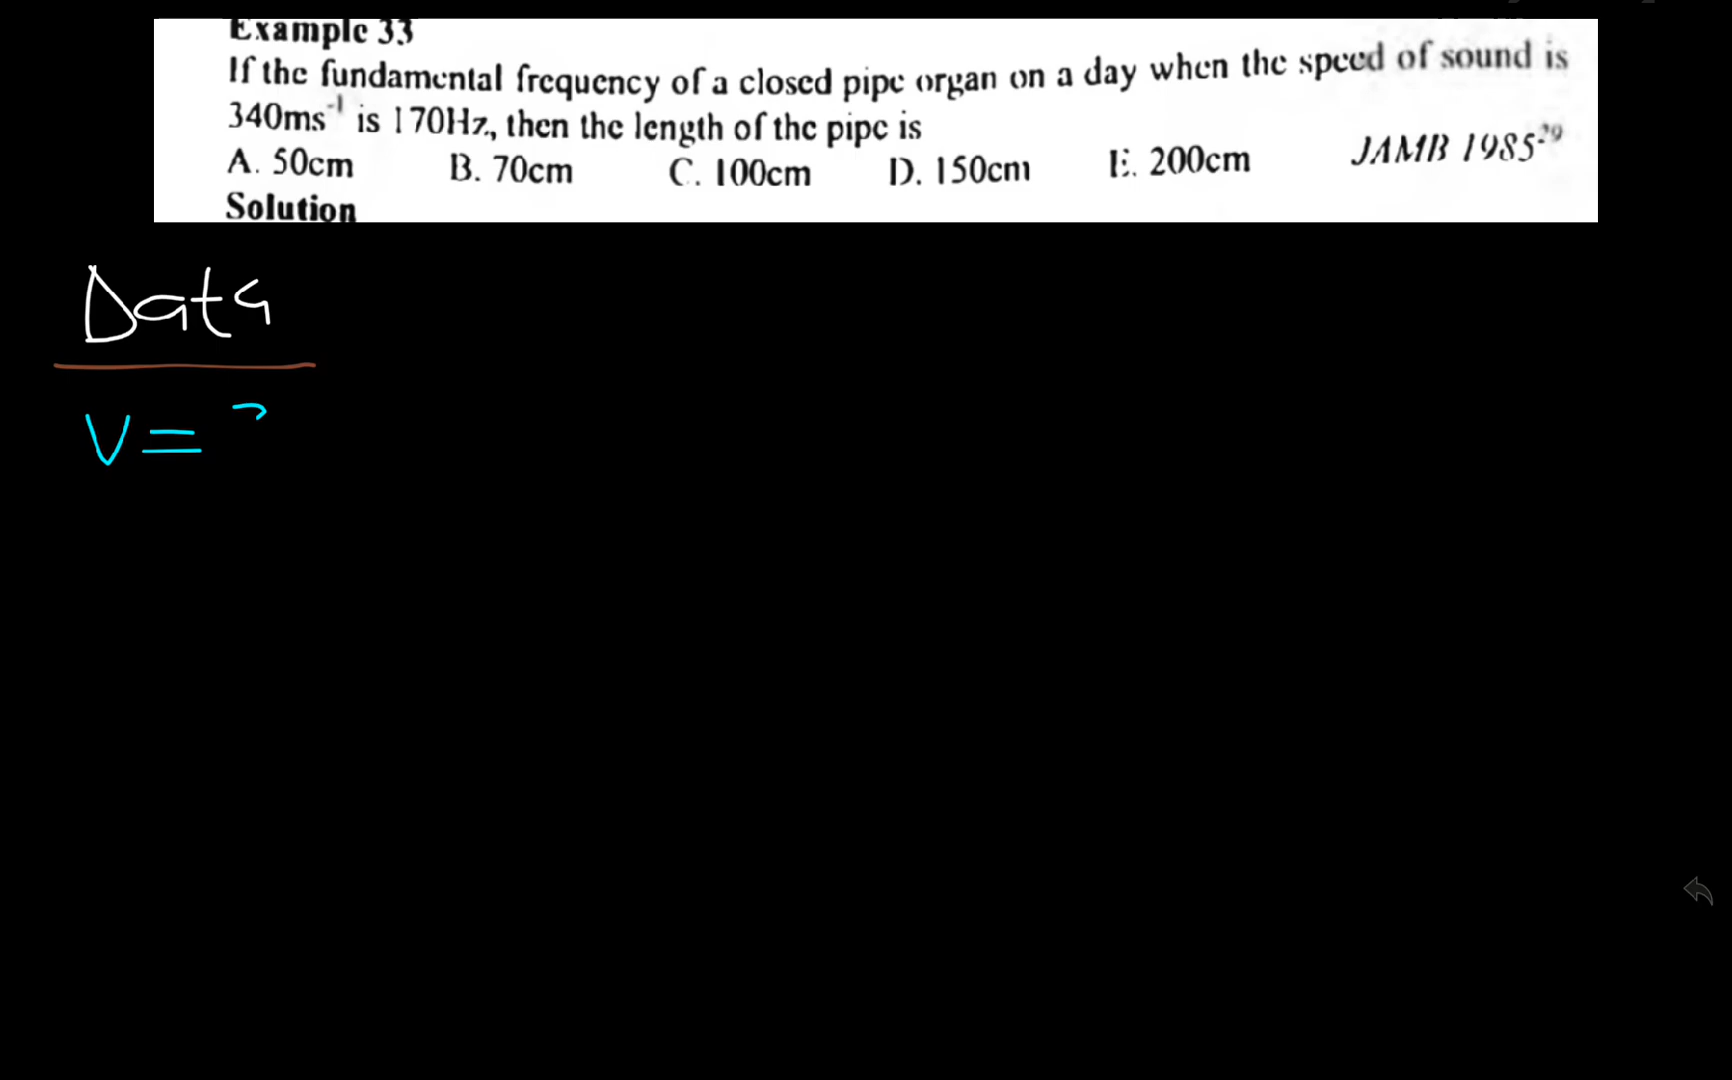 Example 33
If the fundamental frequency of a closed pipe organ on a day when the speed of sound is
340ms⁻¹ is 170Hz, then the length of the pipe is
A. 50cm B. 70cm C. 100cm D. 150cm E. 200cm JAMB 1985²⁹
Solution
Data
V =